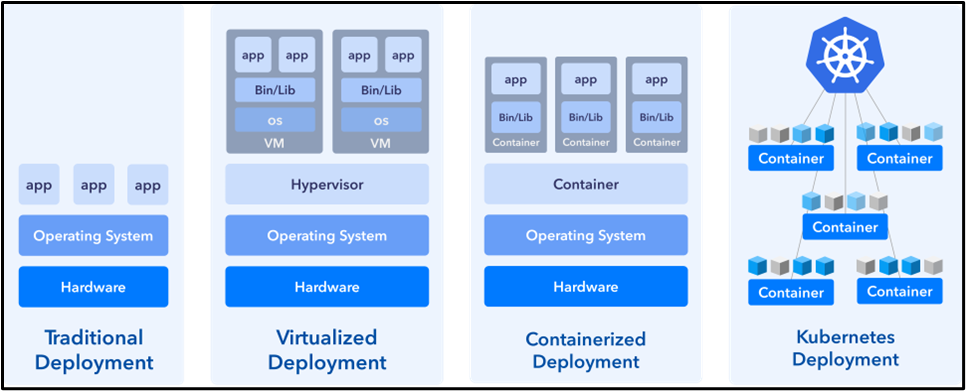 app app app
Operating System
Hardware
Traditional
Deployment
app app app app
Bin/Lib Bin/Lib
OS OS
VM VM
Hypervisor
Operating System
Hardware
Virtualized
Deployment
app app app
Bin/Lib Bin/Lib Bin/Lib
Container Container Container
Container
Operating System
Hardware
Containerized
Deployment
Container Container
Container
Container Container
Kubernetes
Deployment